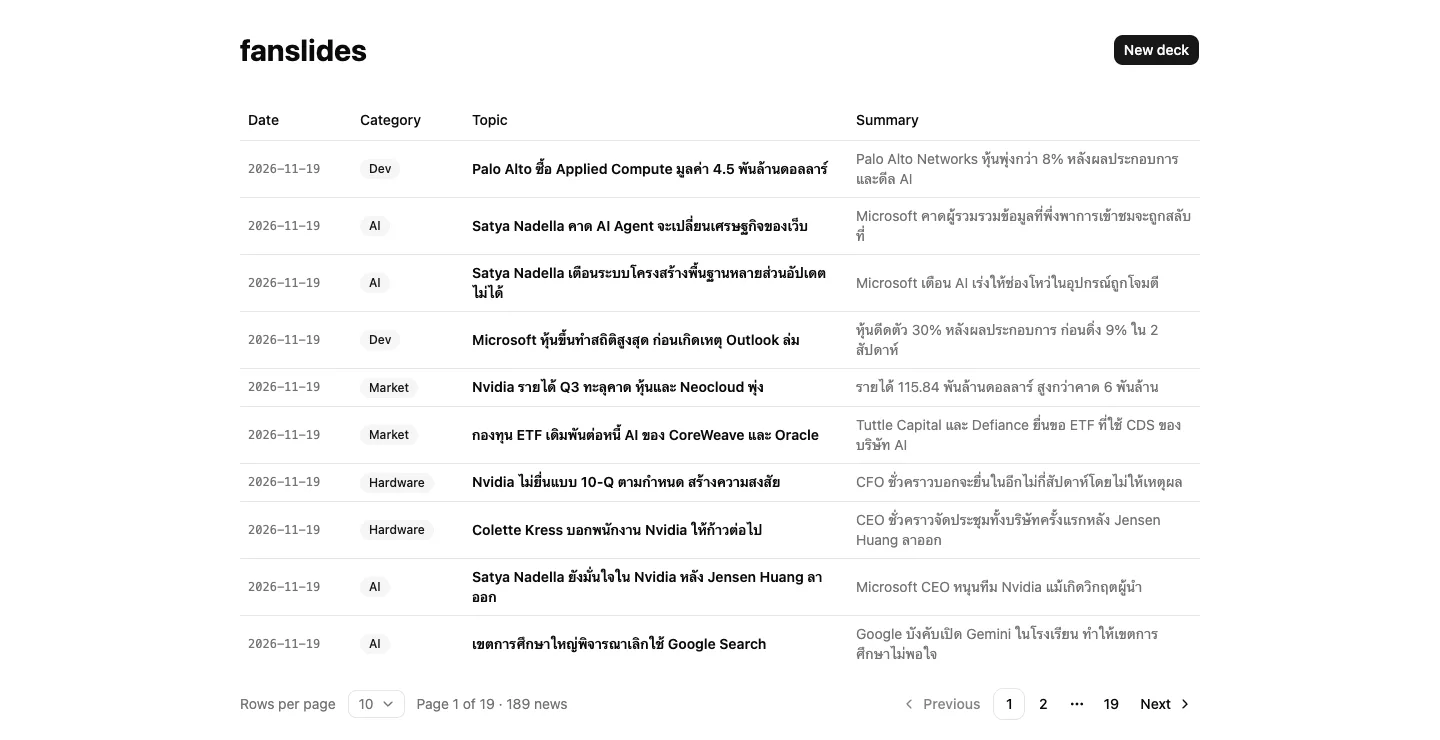 fanslides
New deck
Date Category Topic Summary
2026-11-19 Dev Palo Alto ซื้อ Applied Compute มูลค่า 4.5 พันล้านดอลลาร์ Palo Alto Networks หุ้นพุ่งกว่า 8% หลังผลประกอบการ
และดีล AI
2026-11-19 AI Satya Nadella คาด AI Agent จะเปลี่ยนเศรษฐกิจของเว็บ Microsoft คาดผู้รวมรวมข้อมูลที่พึ่งพาการเข้าชมจะถูกสลับ
ที่
2026-11-19 AI Satya Nadella เตือนระบบโครงสร้างพื้นฐานหลายส่วนอัปเดต
ไม่ได้ Microsoft เตือน AI เร่งให้ช่องโหว่ในอุปกรณ์ถูกโจมตี
2026-11-19 Dev Microsoft หุ้นขึ้นทำสถิติสูงสุด ก่อนเกิดเหตุ Outlook ล่ม หุ้นดีดตัว 30% หลังผลประกอบการ ก่อนดิ่ง 9% ใน 2
สัปดาห์
2026-11-19 Market Nvidia รายได้ Q3 ทะลุคาด หุ้นและ Neocloud พุ่ง รายได้ 115.84 พันล้านดอลลาร์ สูงกว่าคาด 6 พันล้าน
2026-11-19 Market กองทุน ETF เดิมพันต่อหนี้ AI ของ CoreWeave และ Oracle Tuttle Capital และ Defiance ยื่นขอ ETF ที่ใช้ CDS ของ
บริษัท AI
2026-11-19 Hardware Nvidia ไม่ยื่นแบบ 10-Q ตามกำหนด สร้างความสงสัย CFO ชั่วคราวบอกจะยื่นในอีกไม่กี่สัปดาห์โดยไม่ให้เหตุผล
2026-11-19 Hardware Colette Kress บอกพนักงาน Nvidia ให้ก้าวต่อไป CEO ชั่วคราวจัดประชุมทั้งบริษัทครั้งแรกหลัง Jensen
Huang ลาออก
2026-11-19 AI Satya Nadella ยังมั่นใจใน Nvidia หลัง Jensen Huang ลา
ออก Microsoft CEO หนุนทีม Nvidia แม้เกิดวิกฤตผู้นำ
2026-11-19 AI เขตการศึกษาใหญ่พิจารณาเลิกใช้ Google Search Google บังคับเปิด Gemini ในโรงเรียน ทำให้เขตการ
ศึกษาไม่พอใจ
Rows per page 10 Page 1 of 19 · 189 news Previous 1 2 ... 19 Next